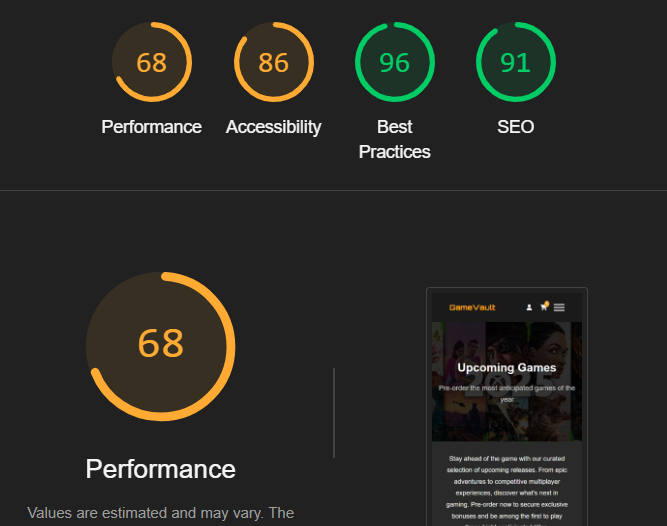 68
86
96
91
Performance
Accessibility
Best
Practices
SEO
68
Performance
Values are estimated and may vary. The
GameVault
Upcoming Games
2025
Pre-order the most anticipated games of the
year
Stay ahead of the game with our curated
selection of upcoming releases. From epic
adventures to competitive multiplayer
experiences, discover what's next in
gaming. Pre-order now to secure exclusive
bonuses and be among the first to play